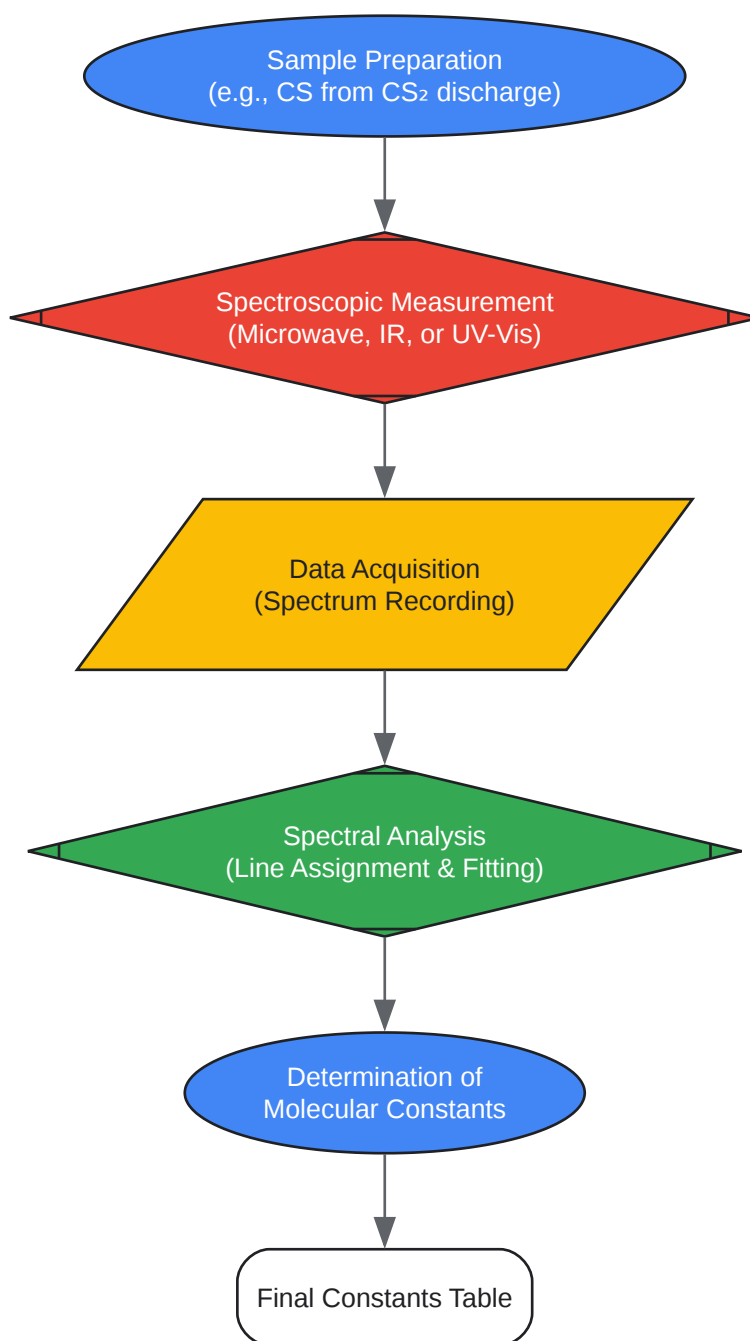 Sample Preparation
(e.g., CS from CS₂ discharge)
Spectroscopic Measurement
(Microwave, IR, or UV-Vis)
Data Acquisition
(Spectrum Recording)
Spectral Analysis
(Line Assignment & Fitting)
Determination of
Molecular Constants
Final Constants Table